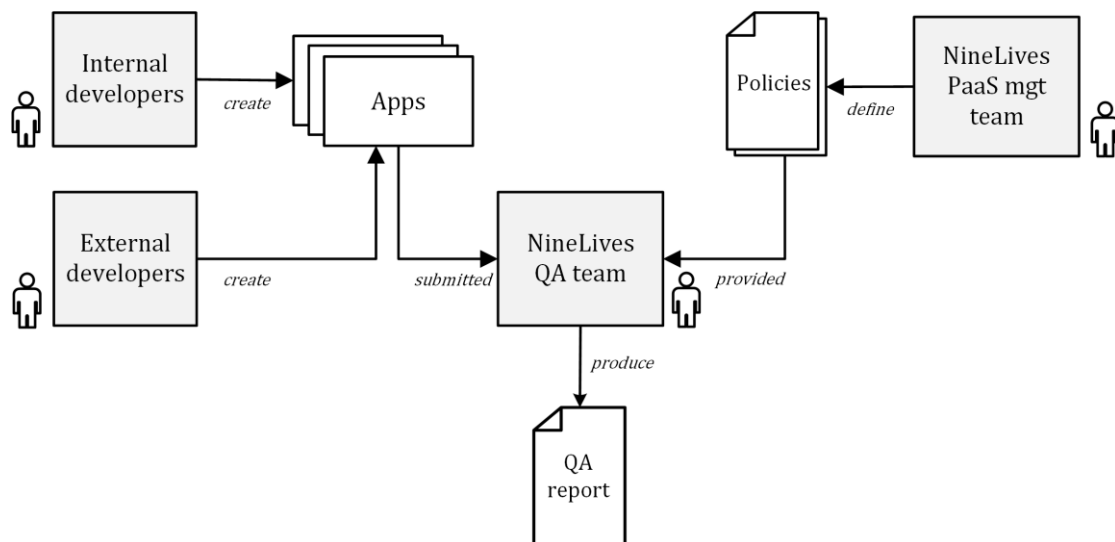 Internal
developers
create
Apps
Policies
define
NineLives
PaaS mgt
team
External
developers
create
submitted
NineLives
QA team
provided
produce
QA
report